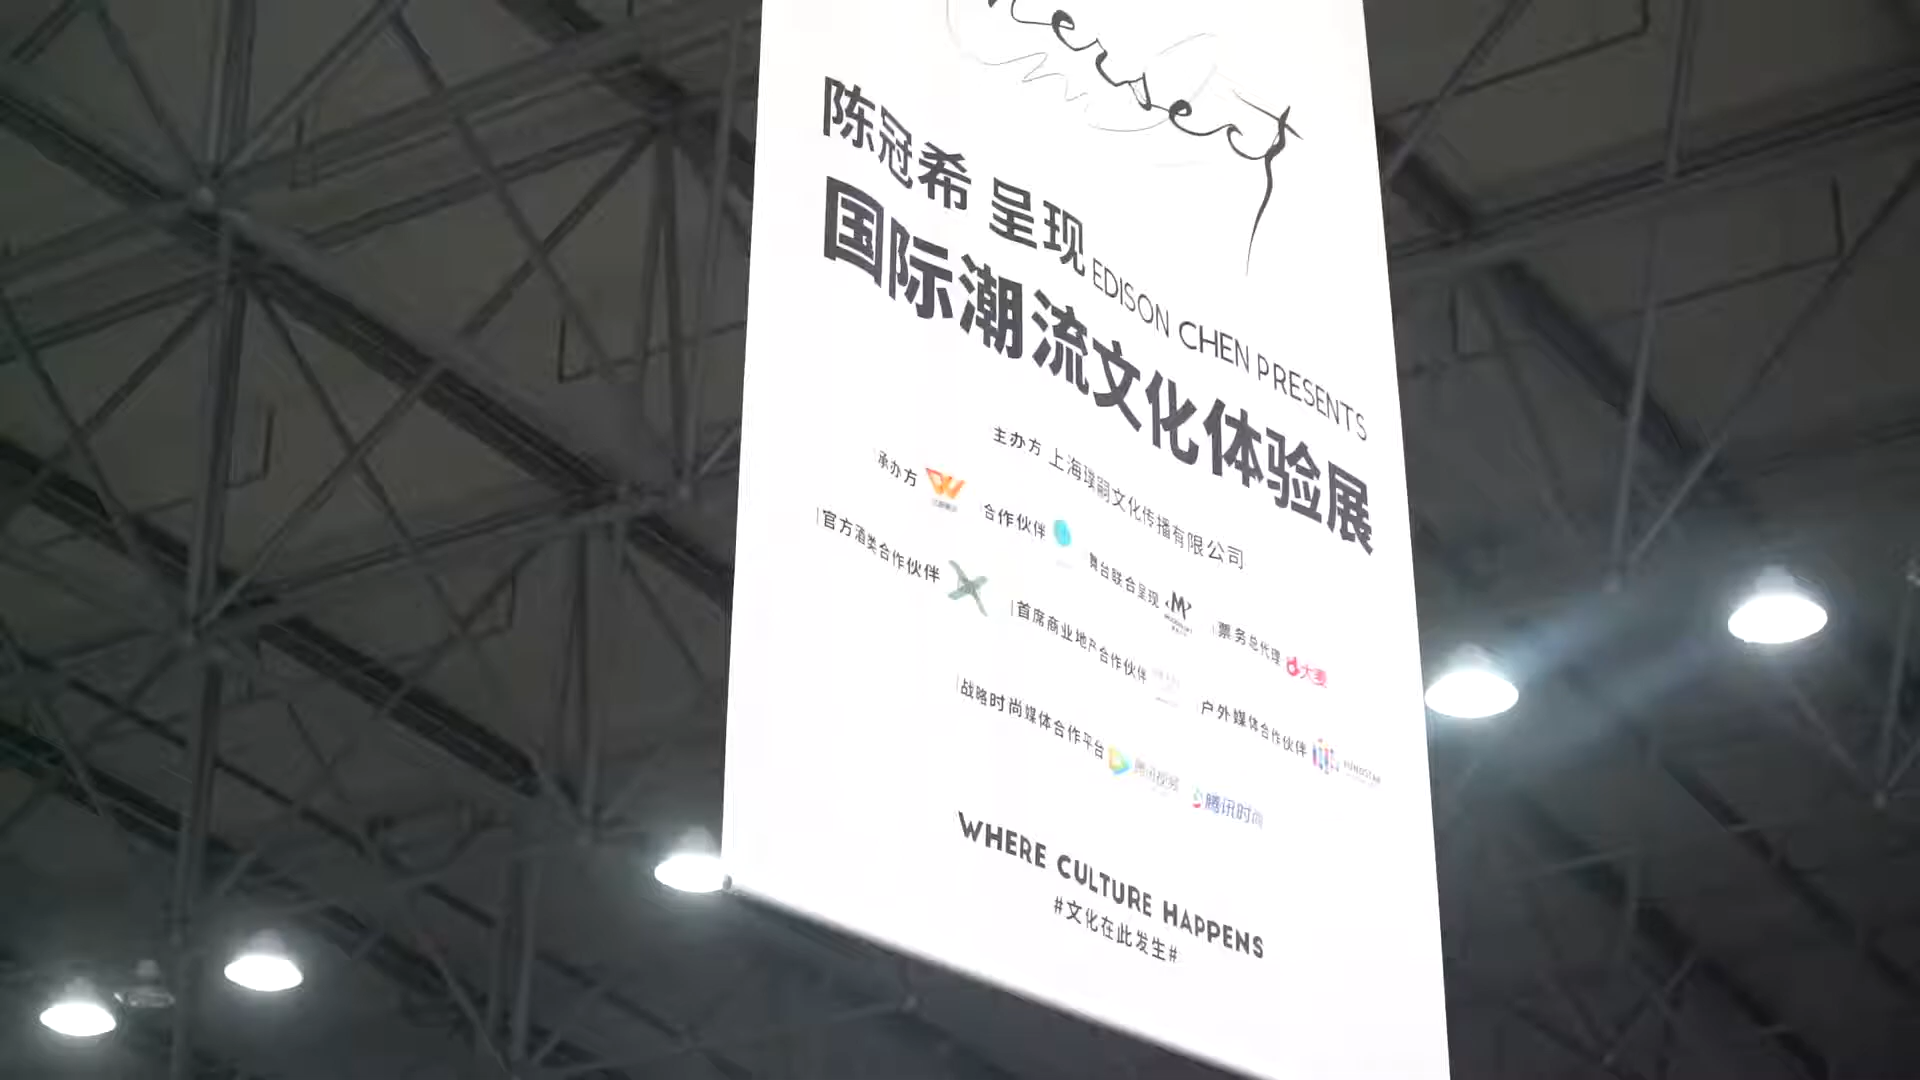 陈冠希 呈现 EDISON CHEN PRESENTS
国际潮流文化体验展
主办方 上海璞嗣文化传播有限公司
承办方 合作伙伴 舞台联合呈现 票务总代理 大麦
官方酒类合作伙伴 首席商业地产合作伙伴 户外媒体合作伙伴
战略时尚媒体合作平台 腾讯视频 腾讯时尚
WHERE CULTURE HAPPENS
#文化在此发生#